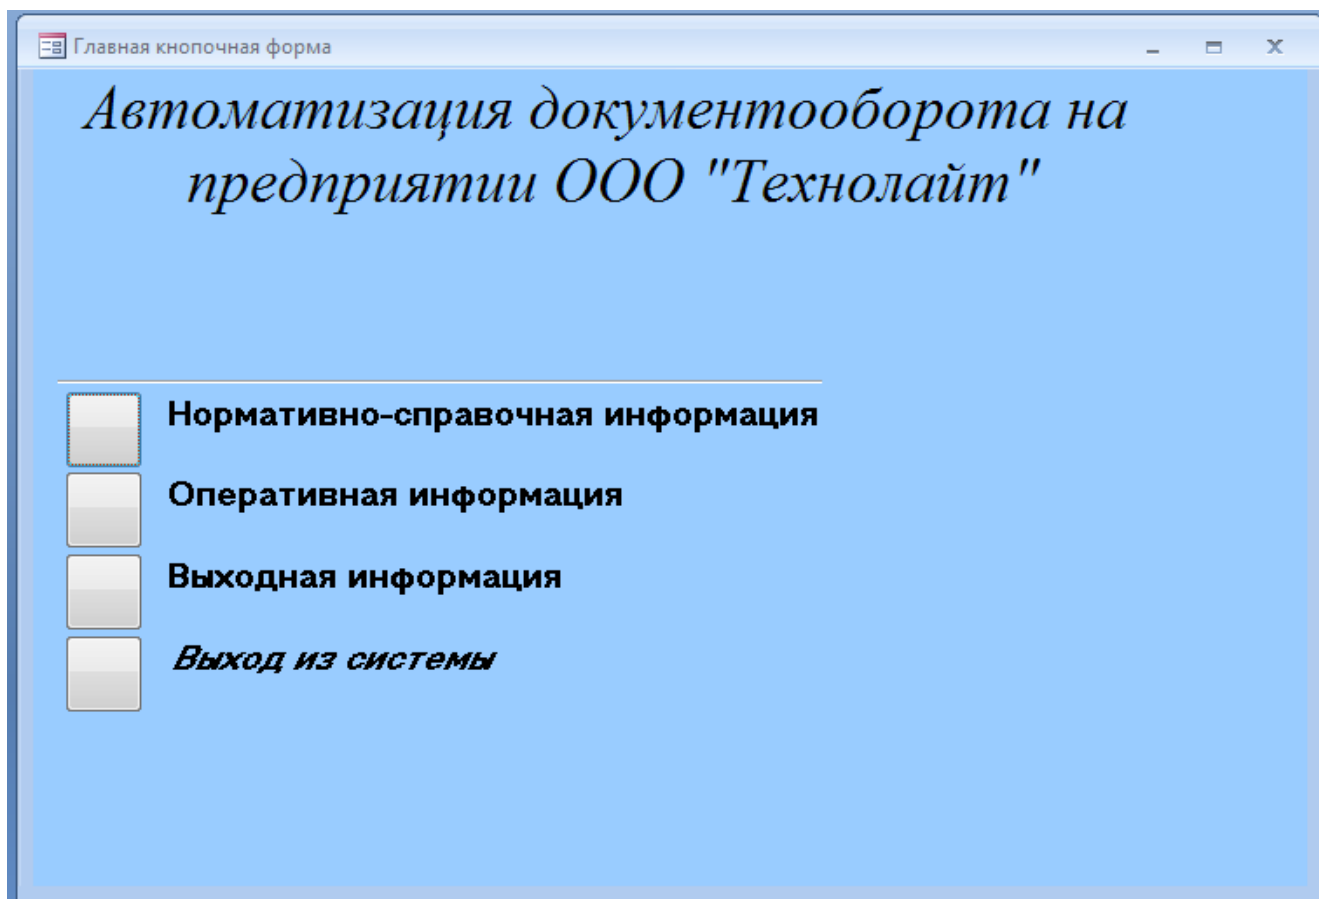 Главная кнопочная форма
Автоматизация документооборота на
предприятии ООО "Технолайт"
Нормативно-справочная информация
Оперативная информация
Выходная информация
Выход из системы